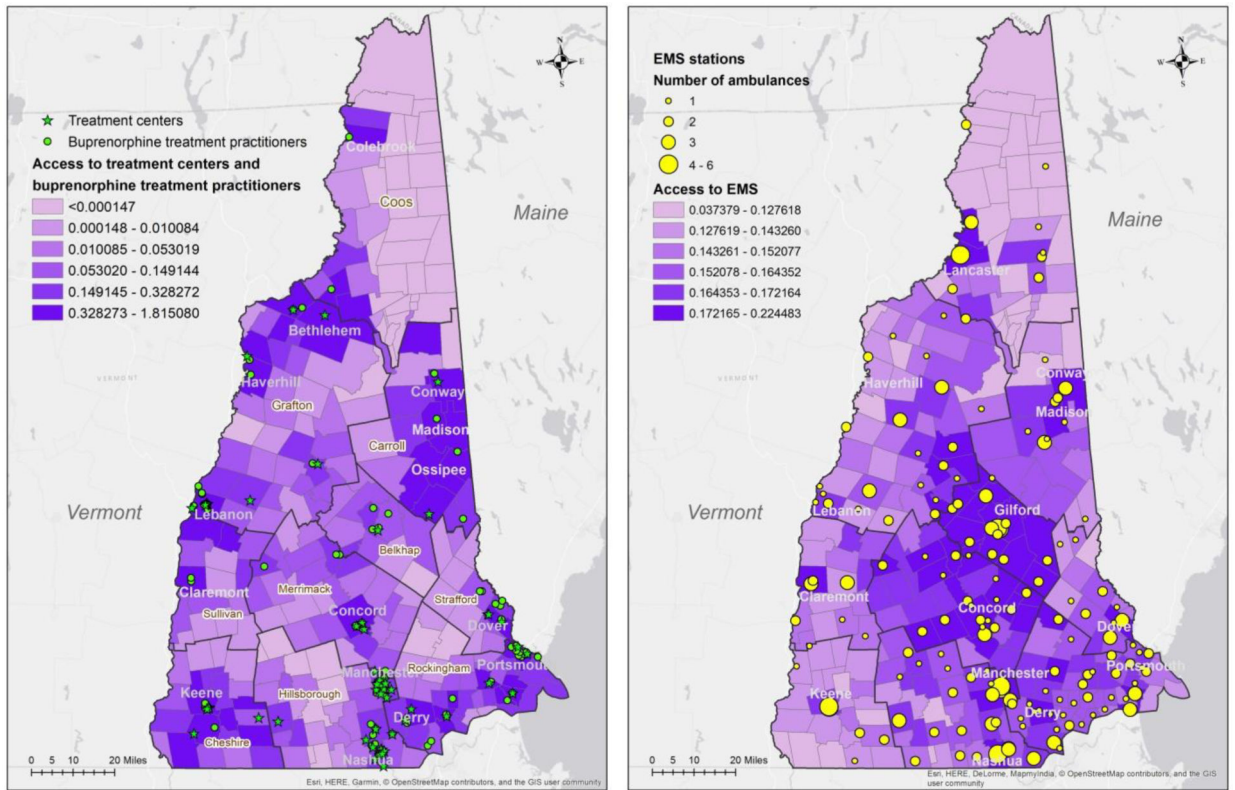 CANADA
N
W E
S
Treatment centers
Buprenorphine treatment practitioners
Access to treatment centers and
buprenorphine treatment practitioners
<0.000147
0.000148 - 0.010084
0.010085 - 0.053019
0.053020 - 0.149144
0.149145 - 0.328272
0.328273 - 1.815080
Colebrook
Coos
Maine
Bethlehem
VERMONT
Haverhill
Grafton
Conway
Madison
Carroll
Ossipee
Vermont
Lebanon
Belkhap
Claremont
Merrimack
Sullivan
Strafford
Concord
Dover
Portsmouth
Rockingham
Manchester
Keene
Hillsborough
Derry
Cheshire
Nashua
0 5 10 20 Miles
Esri, HERE, Garmin, © OpenStreetMap contributors, and the GIS user community
CANADA
N
W E
S
EMS stations
Number of ambulances
1
2
3
4 - 6
Access to EMS
0.037379 - 0.127618
0.127619 - 0.143260
0.143261 - 0.152077
0.152078 - 0.164352
0.164353 - 0.172164
0.172165 - 0.224483
Maine
Lancaster
VERMONT
Haverhill
Conway
Madison
Vermont
Lebanon
Gilford
Claremont
Concord
Dover
Portsmouth
Manchester
Keene
Derry
Nashua
0 5 10 20 Miles
Esri, HERE, DeLorme, MapmyIndia, © OpenStreetMap contributors, and the GIS
user community